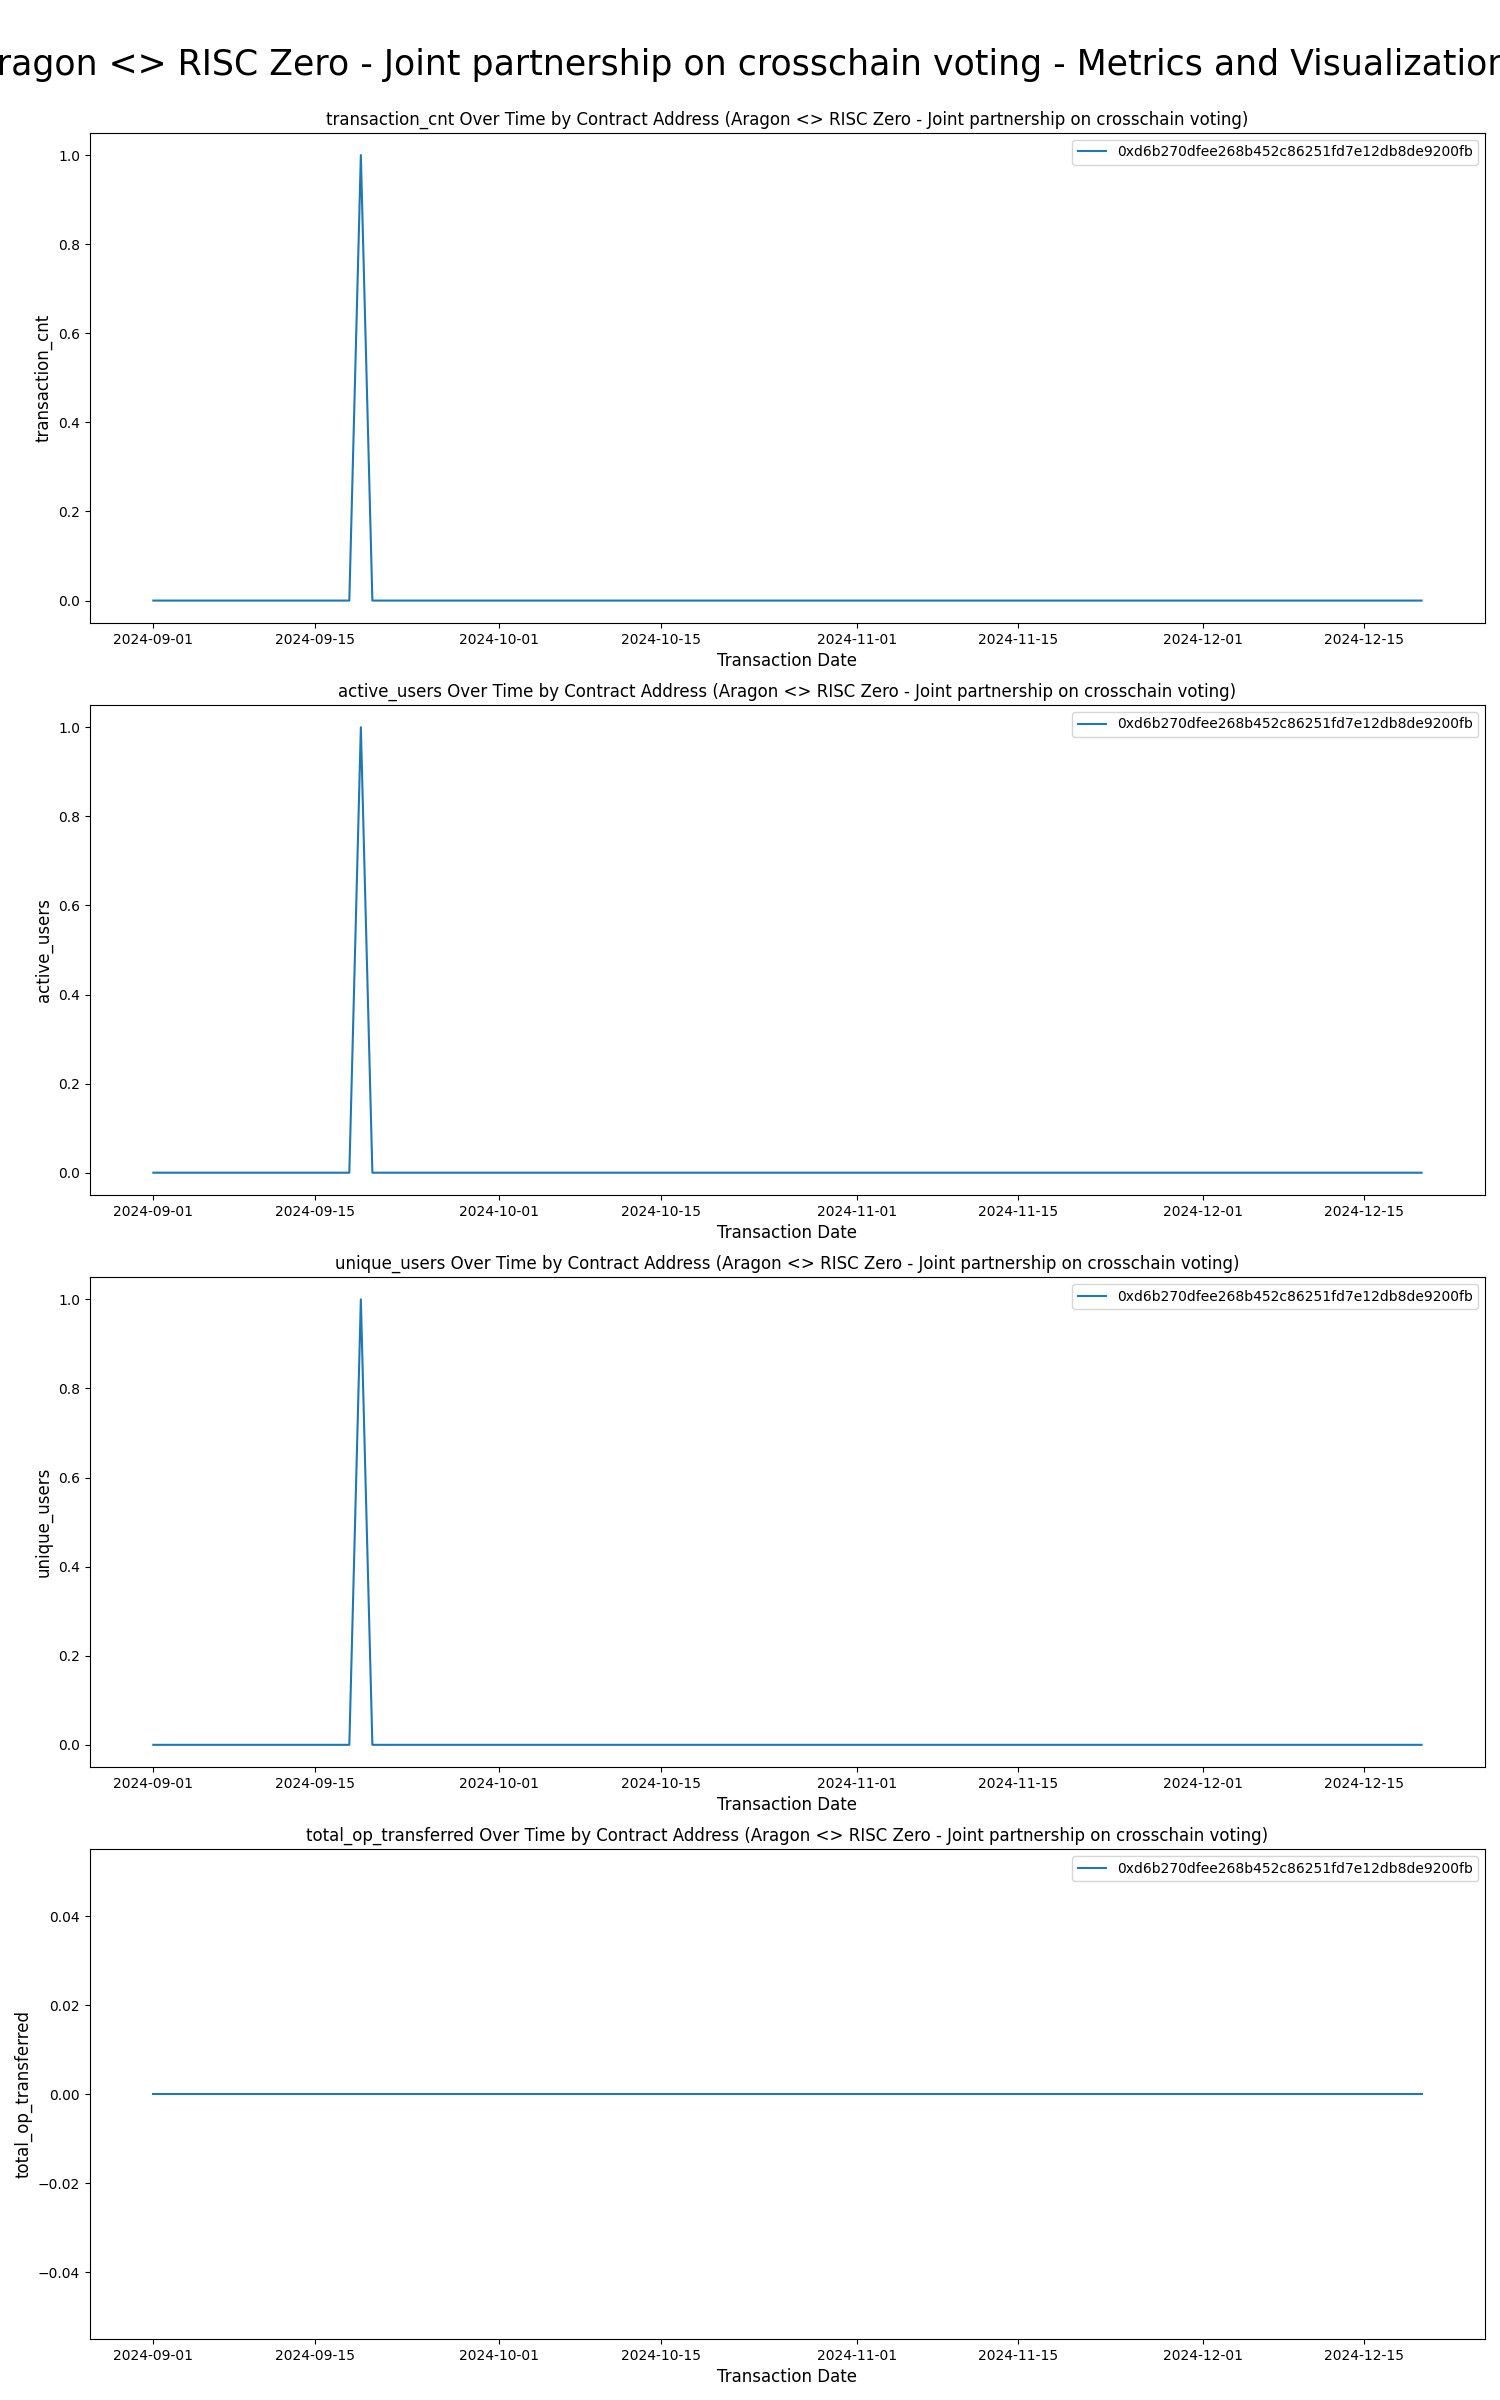 ragon <> RISC Zero - Joint partnership on crosschain voting - Metrics and Visualization
transaction_cnt Over Time by Contract Address (Aragon <> RISC Zero - Joint partnership on crosschain voting)
0xd6b270dfee268b452c86251fd7e12db8de9200fb
1.0
0.8
0.6
0.4
0.2
0.0
transaction_cnt
2024-09-01 2024-09-15 2024-10-01 2024-10-15 2024-11-01 2024-11-15 2024-12-01 2024-12-15
Transaction Date
active_users Over Time by Contract Address (Aragon <> RISC Zero - Joint partnership on crosschain voting)
0xd6b270dfee268b452c86251fd7e12db8de9200fb
1.0
0.8
0.6
0.4
0.2
0.0
active_users
2024-09-01 2024-09-15 2024-10-01 2024-10-15 2024-11-01 2024-11-15 2024-12-01 2024-12-15
Transaction Date
unique_users Over Time by Contract Address (Aragon <> RISC Zero - Joint partnership on crosschain voting)
0xd6b270dfee268b452c86251fd7e12db8de9200fb
1.0
0.8
0.6
0.4
0.2
0.0
unique_users
2024-09-01 2024-09-15 2024-10-01 2024-10-15 2024-11-01 2024-11-15 2024-12-01 2024-12-15
Transaction Date
total_op_transferred Over Time by Contract Address (Aragon <> RISC Zero - Joint partnership on crosschain voting)
0xd6b270dfee268b452c86251fd7e12db8de9200fb
0.04
0.02
0.00
−0.02
−0.04
total_op_transferred
2024-09-01 2024-09-15 2024-10-01 2024-10-15 2024-11-01 2024-11-15 2024-12-01 2024-12-15
Transaction Date